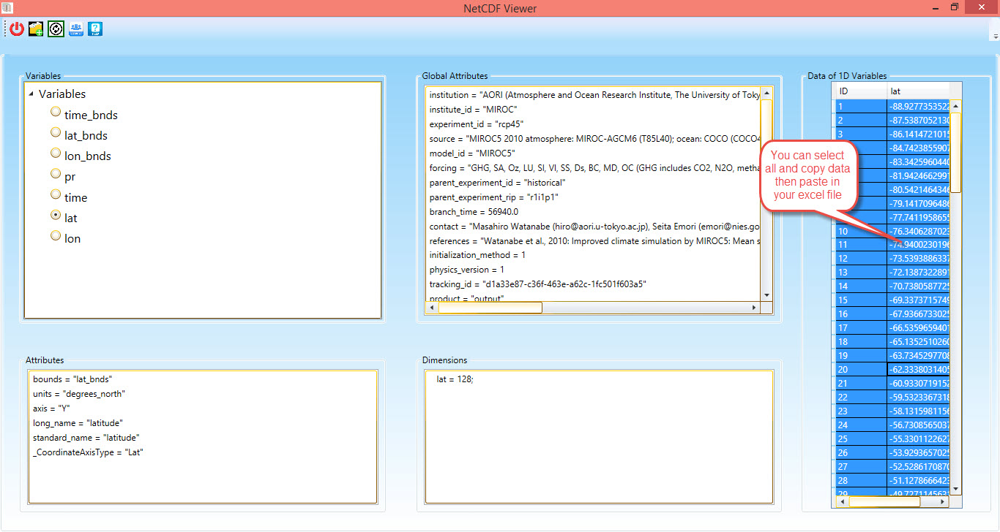 NetCDF Viewer
HELP
Variables
Variables
time_bnds
lat_bnds
lon_bnds
pr
time
lat
lon
Global Attributes
institution = "AORI (Atmosphere and Ocean Research Institute, The University of Toky
institute_id = "MIROC"
experiment_id = "rcp45"
source = "MIROC5 2010 atmosphere: MIROC-AGCM6 (T85L40); ocean: COCO (COCO4
model_id = "MIROC5"
forcing = "GHG, SA, Oz, LU, SI, VI, SS, Ds, BC, MD, OC (GHG includes CO2, N2O, metha
parent_experiment_id = "historical"
parent_experiment_rip = "r1i1p1"
branch_time = 56940.0
contact = "Masahiro Watanabe (hiro@aori.u-tokyo.ac.jp), Seita Emori (emori@nies.go
references = "Watanabe et al., 2010: Improved climate simulation by MIROC5: Mean s
initialization_method = 1
physics_version = 1
tracking_id = "d1a33e87-c36f-463e-a62c-1fc501f603a5"
product = "output"
Attributes
bounds = "lat_bnds"
units = "degrees_north"
axis = "Y"
long_name = "latitude"
standard_name = "latitude"
_CoordinateAxisType = "Lat"
Dimensions
lat = 128;
Data of 1D Variables
ID lat
1 -88.9277353522
2 -87.5387052130
3 -86.1414721015
-84.7423855907
-83.3425960440
-81.9424662991
-80.5421464346
-79.1417096486
-77.7411958655
10 -76.3406287023
11 -74.9400230196
12 -73.5393886337
13 -72.1387322891
14 -70.7380587725
15 -69.3373715749
16 -67.9366733025
17 -66.5359659401
18 -65.1352510260
19 -63.7345297708
20 -62.3338031405
21 -60.9330719152
22 -59.5323367318
23 -58.1315981156
24 -56.7308565037
25 -55.3301122627
26 -53.9293657025
27 -52.5286170870
28 -51.1278666423
29 -49.7271145631
You can select
all and copy data
then paste in
your excel file